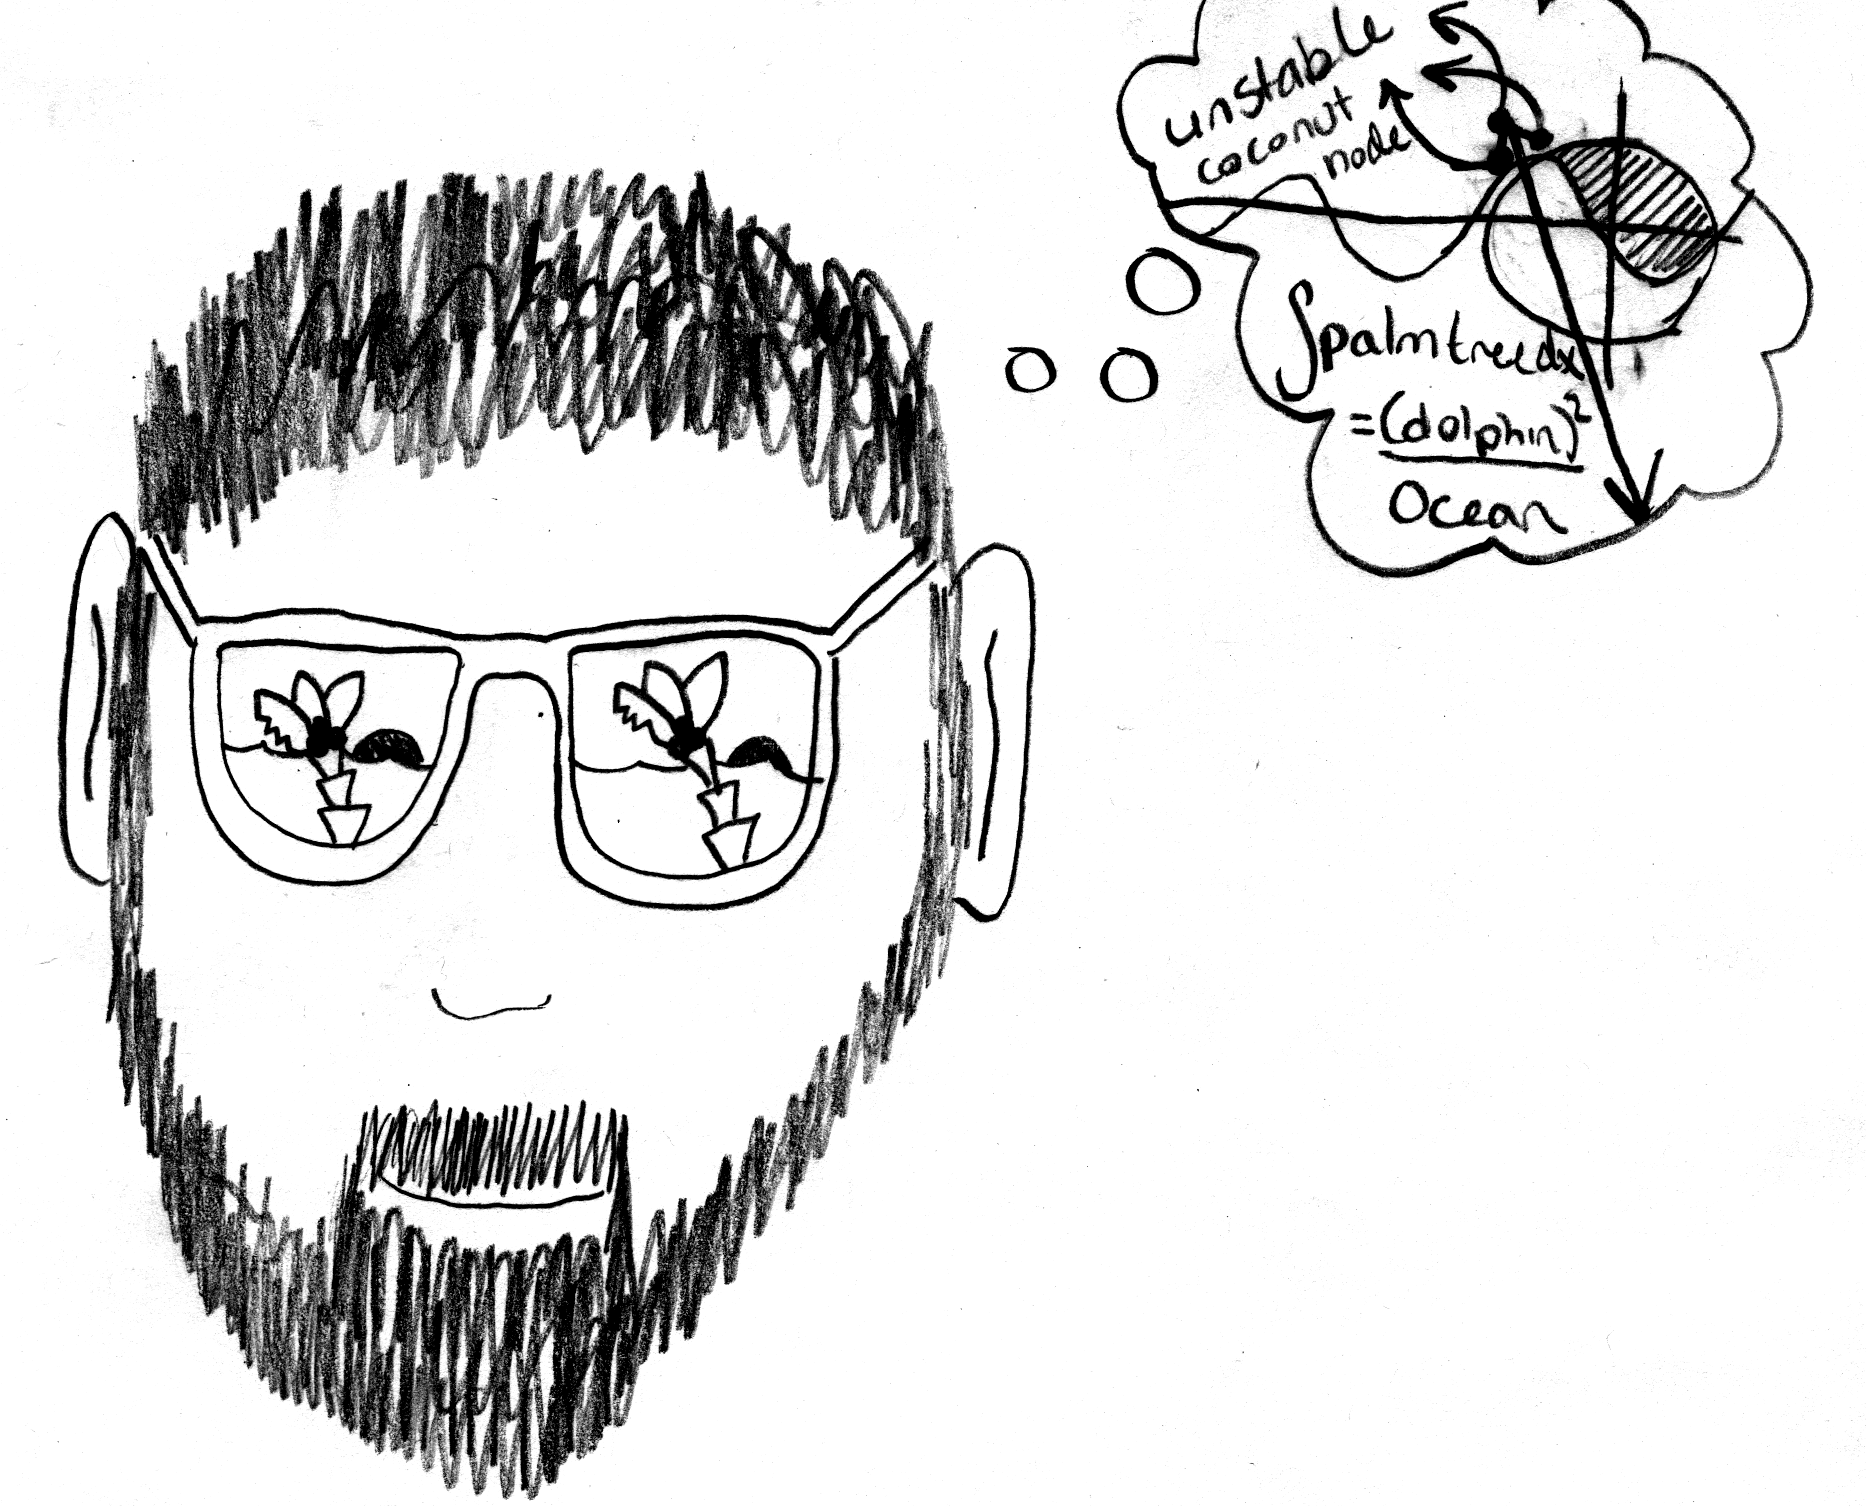 unstable
coconut
node
∫palmtreedx
=(dolphin)²
Ocean